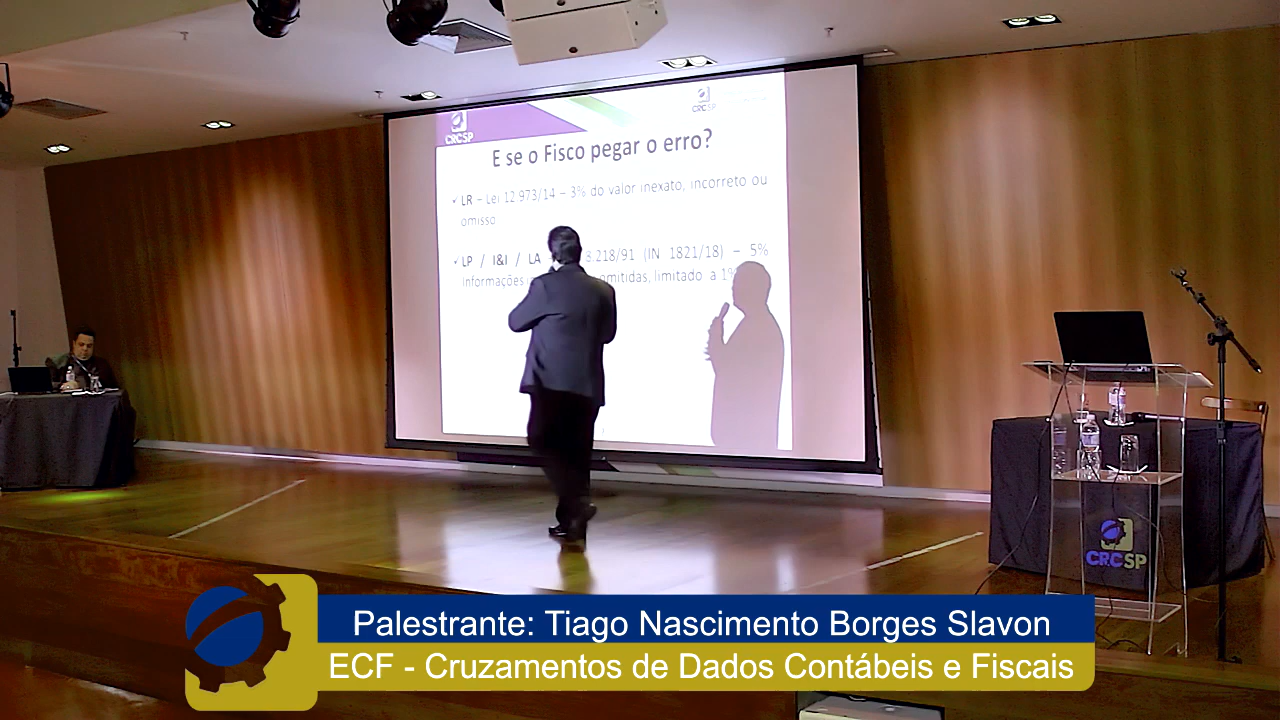 CRCSP
CRCSP
E se o Fisco pegar o erro?
✓ LR – Lei 12.973/14 – 3% do valor inexato, incorreto ou
omisso
✓ LP / I&I / LA 8.218/91 (IN 1821/18) – 5%
informações omitidas, limitado a 1%
CRCSP
Palestrante: Tiago Nascimento Borges Slavon
ECF - Cruzamentos de Dados Contábeis e Fiscais